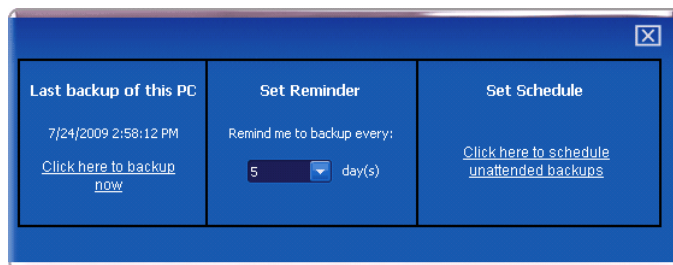 Last backup of this PC
7/24/2009 2:58:12 PM
Click here to backup
now
Set Reminder
Remind me to backup every:
5 day(s)
Set Schedule
Click here to schedule
unattended backups